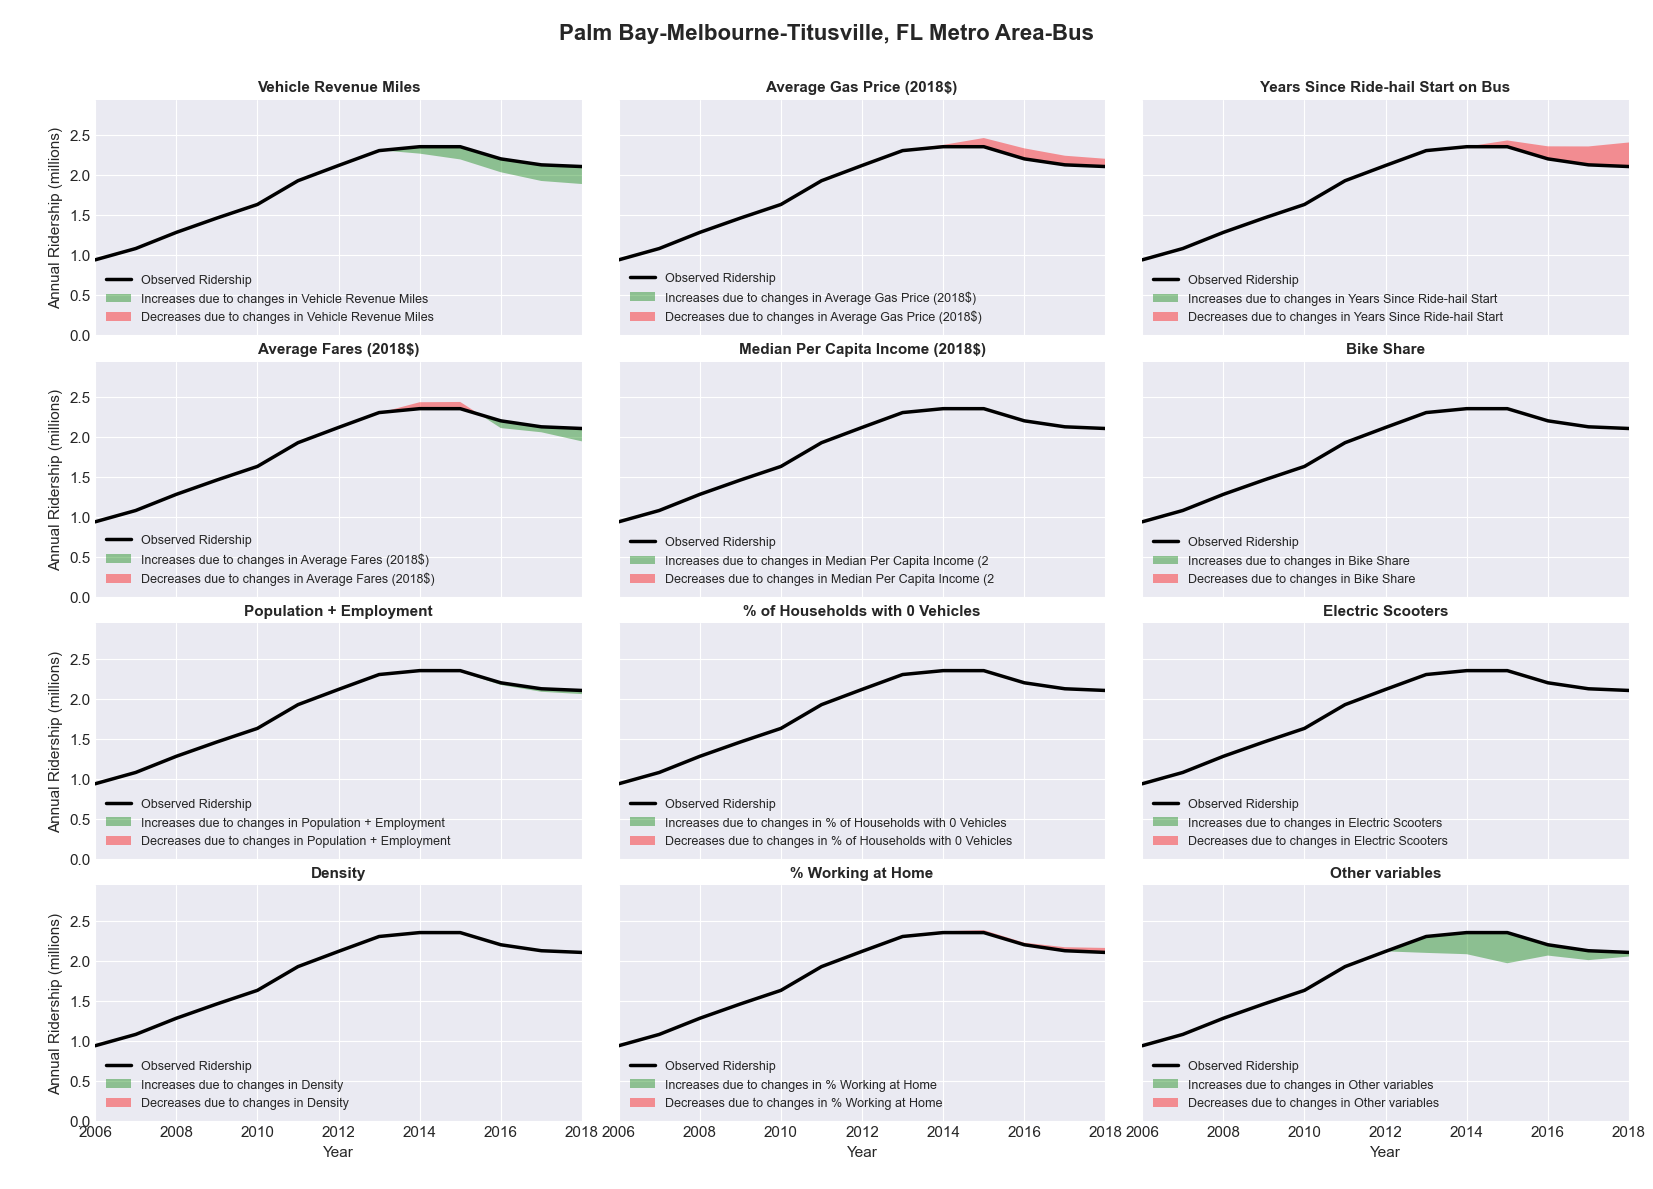 Palm Bay-Melbourne-Titusville, FL Metro Area-Bus
Vehicle Revenue Miles
Annual Ridership (millions)
2.5
2.0
1.5
1.0
0.5
0.0
Observed Ridership
Increases due to changes in Vehicle Revenue Miles
Decreases due to changes in Vehicle Revenue Miles
Average Gas Price (2018$)
Observed Ridership
Increases due to changes in Average Gas Price (2018$)
Decreases due to changes in Average Gas Price (2018$)
Years Since Ride-hail Start on Bus
Observed Ridership
Increases due to changes in Years Since Ride-hail Start
Decreases due to changes in Years Since Ride-hail Start
Average Fares (2018$)
Annual Ridership (millions)
2.5
2.0
1.5
1.0
0.5
0.0
Observed Ridership
Increases due to changes in Average Fares (2018$)
Decreases due to changes in Average Fares (2018$)
Median Per Capita Income (2018$)
Observed Ridership
Increases due to changes in Median Per Capita Income (2
Decreases due to changes in Median Per Capita Income (2
Bike Share
Observed Ridership
Increases due to changes in Bike Share
Decreases due to changes in Bike Share
Population + Employment
Annual Ridership (millions)
2.5
2.0
1.5
1.0
0.5
0.0
Observed Ridership
Increases due to changes in Population + Employment
Decreases due to changes in Population + Employment
% of Households with 0 Vehicles
Observed Ridership
Increases due to changes in % of Households with 0 Vehicles
Decreases due to changes in % of Households with 0 Vehicles
Electric Scooters
Observed Ridership
Increases due to changes in Electric Scooters
Decreases due to changes in Electric Scooters
Density
Annual Ridership (millions)
2.5
2.0
1.5
1.0
0.5
0.0
Observed Ridership
Increases due to changes in Density
Decreases due to changes in Density
2006 2008 2010 2012 2014 2016 2018
Year
% Working at Home
Observed Ridership
Increases due to changes in % Working at Home
Decreases due to changes in % Working at Home
2006 2008 2010 2012 2014 2016 2018
Year
Other variables
Observed Ridership
Increases due to changes in Other variables
Decreases due to changes in Other variables
2006 2008 2010 2012 2014 2016 2018
Year